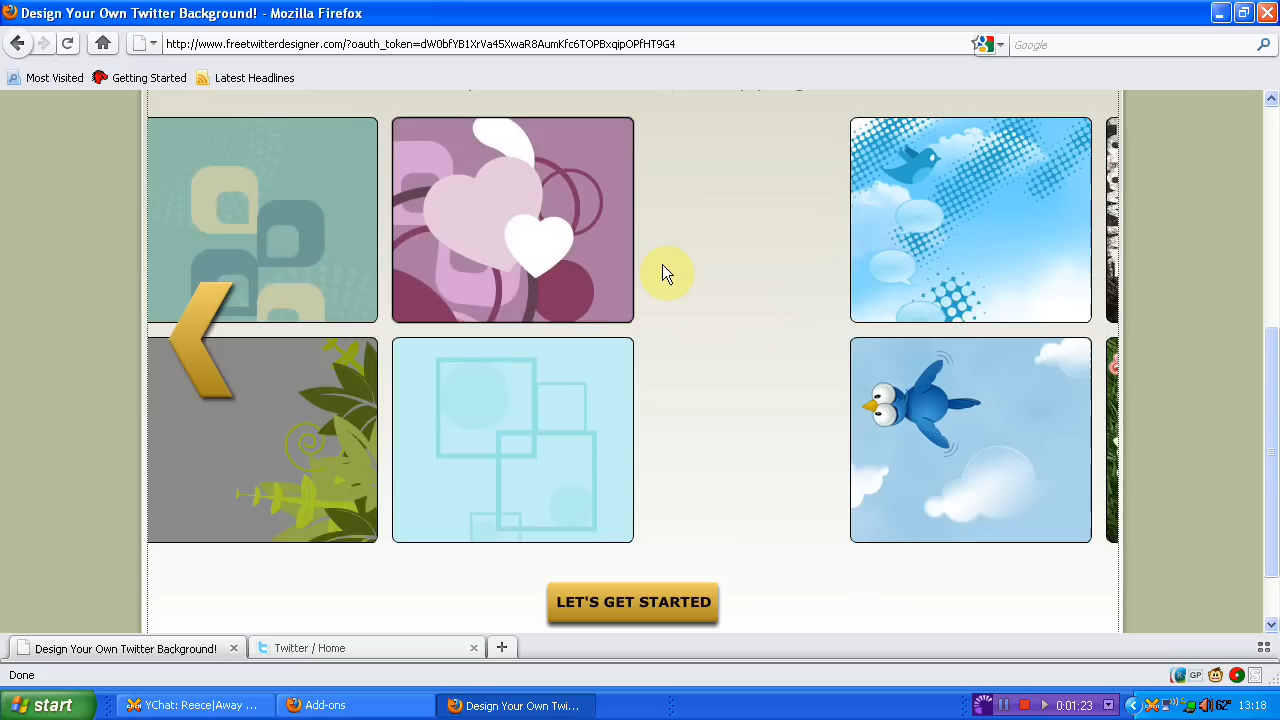 Design Your Own Twitter Background! - Mozilla Firefox
http://www.freetwitterdesigner.com/?oauth_token=dW0bfYB1XrVa45XwaR8AumKfc6TOPBxqipOPfHT9G4
Google
Most Visited Getting Started Latest Headlines
LET'S GET STARTED
Design Your Own Twitter Background! Twitter / Home
Done
GP S
start YChat: Reece|Away ... Add-ons Design Your Own Twi... 0:01:23 62° 13:18